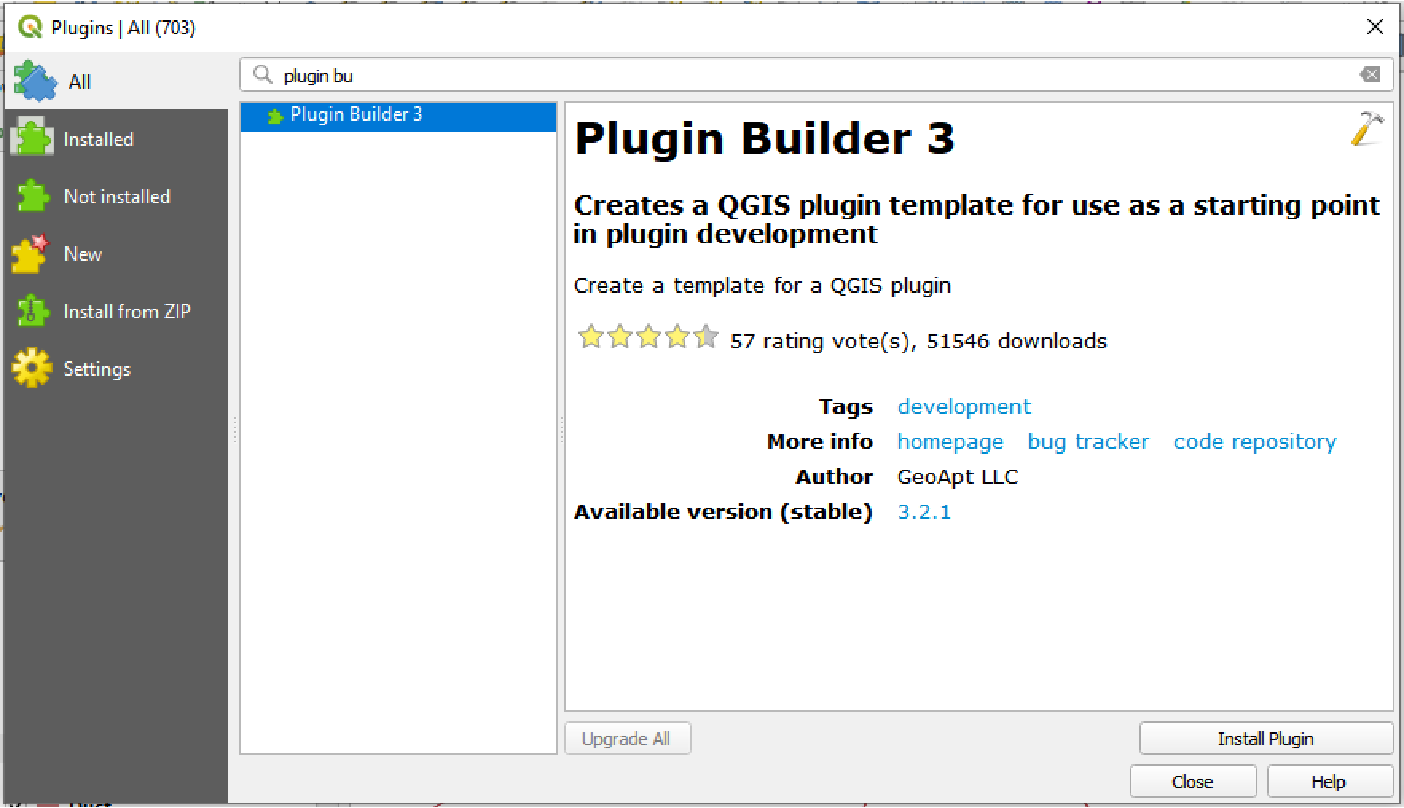 Plugins | All (703)
All
Installed
Not installed
New
Install from ZIP
Settings
plugin bu
Plugin Builder 3
Plugin Builder 3
Creates a QGIS plugin template for use as a starting point
in plugin development
Create a template for a QGIS plugin
57 rating vote(s), 51546 downloads
Tags development
More info homepage bug tracker code repository
Author GeoApt LLC
Available version (stable) 3.2.1
Upgrade All
Install Plugin
Close
Help